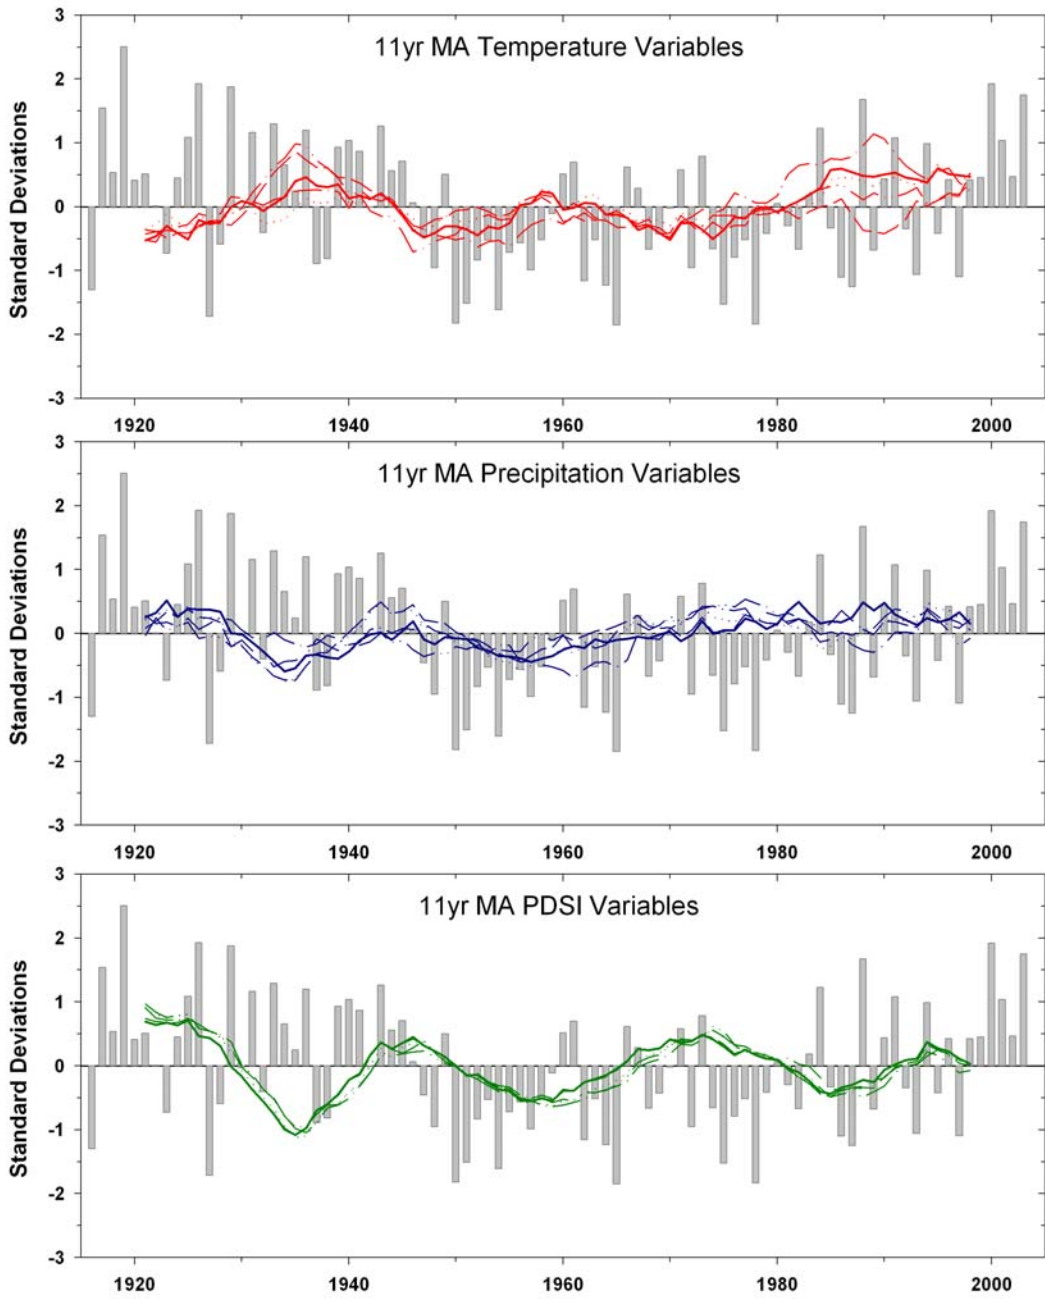 11yr MA Temperature Variables
Standard Deviations
3
2
1
0
-1
-2
-3
1920 1940 1960 1980 2000
11yr MA Precipitation Variables
Standard Deviations
3
2
1
0
-1
-2
-3
1920 1940 1960 1980 2000
11yr MA PDSI Variables
Standard Deviations
3
2
1
0
-1
-2
-3
1920 1940 1960 1980 2000